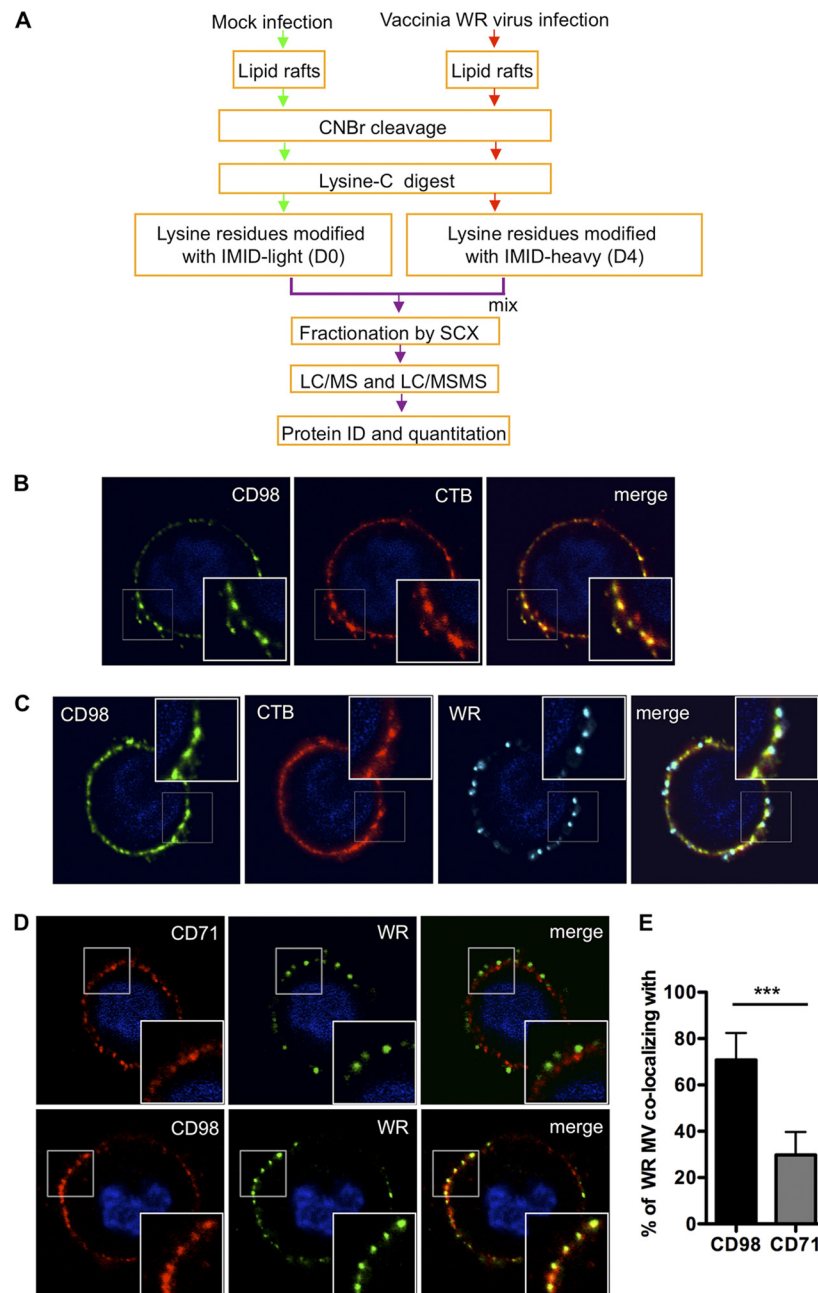 A
Mock infection
Vaccinia WR virus infection
Lipid rafts
Lipid rafts
CNBr cleavage
Lysine-C digest
Lysine residues modified
with IMID-light (D0)
Lysine residues modified
with IMID-heavy (D4)
mix
Fractionation by SCX
LC/MS and LC/MSMS
Protein ID and quantitation
B
CD98
CTB
merge
C
CD98
CTB
WR
merge
D
CD71
WR
merge
CD98
WR
merge
E
% of WR MV co-localizing with
100
80
60
40
20
0
***
CD98
CD71